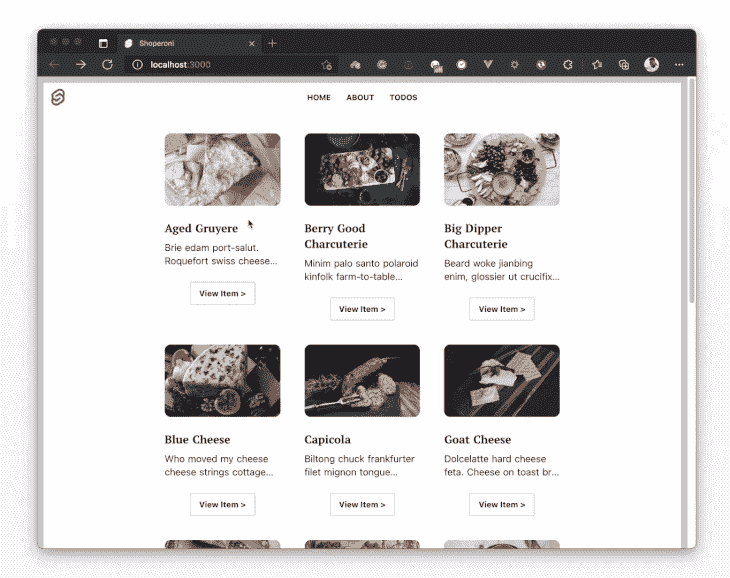 Shoperoni
localhost:3000
HOME ABOUT TODOS
Aged Gruyere
Brie edam port-salut.
Roquefort swiss cheese...
View Item >
Berry Good
Charcuterie
Minim palo santo polaroid
kinfolk farm-to-table...
View Item >
Big Dipper
Charcuterie
Beard woke jianbing
enim, glossier ut crucifix...
View Item >
Blue Cheese
Who moved my cheese
cheese strings cottage...
View Item >
Capicola
Biltong chuck frankfurter
filet mignon tongue...
View Item >
Goat Cheese
Dolcelatte hard cheese
feta. Cheese on toast br...
View Item >